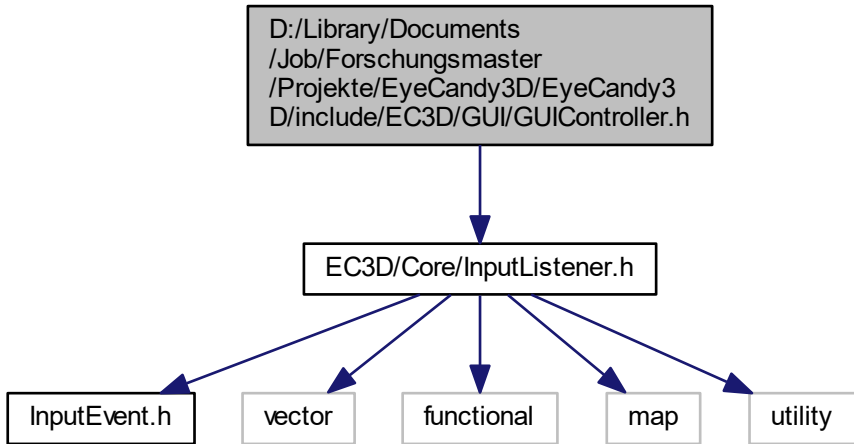 D:/Library/Documents
/Job/Forschungsmaster
/Projekte/EyeCandy3D/EyeCandy3
D/include/EC3D/GUI/GUIController.h
EC3D/Core/InputListener.h
InputEvent.h
vector
functional
map
utility